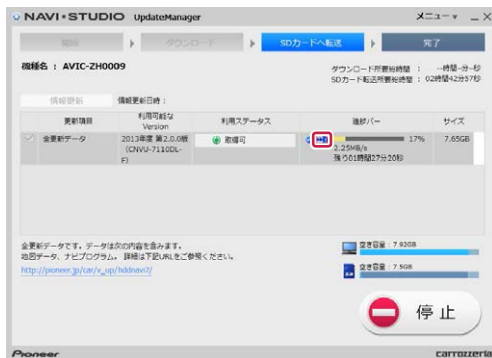 NAVI•STUDIO UpdateManager
メニュー
開始
ダウンロード
SDカードへ転送
完了
機種名 : AVIC-ZH0009
ダウンロード所要総時間 : --時間-分-秒
SDカード転送所要総時間 : 02時間42分57秒
情報更新
情報更新日時 :
更新項目
利用可能な
Version
利用ステータス
進捗バー
サイズ
全更新データ
2013年度 第2.0.0版
(CNVU-7110DL-
F)
取得可
17%
7.65GB
2.25MB/s
残り01時間27分20秒
全更新データです。データは次の内容を含みます。
地図データ、ナビプログラム。 詳細は下記URLをご参照ください。
http://pioneer.jp/car/v_up/hddnavi7/
空き容量 : 7.92GB
空き容量 : 7.5GB
停止
Pioneer
carrozzeria